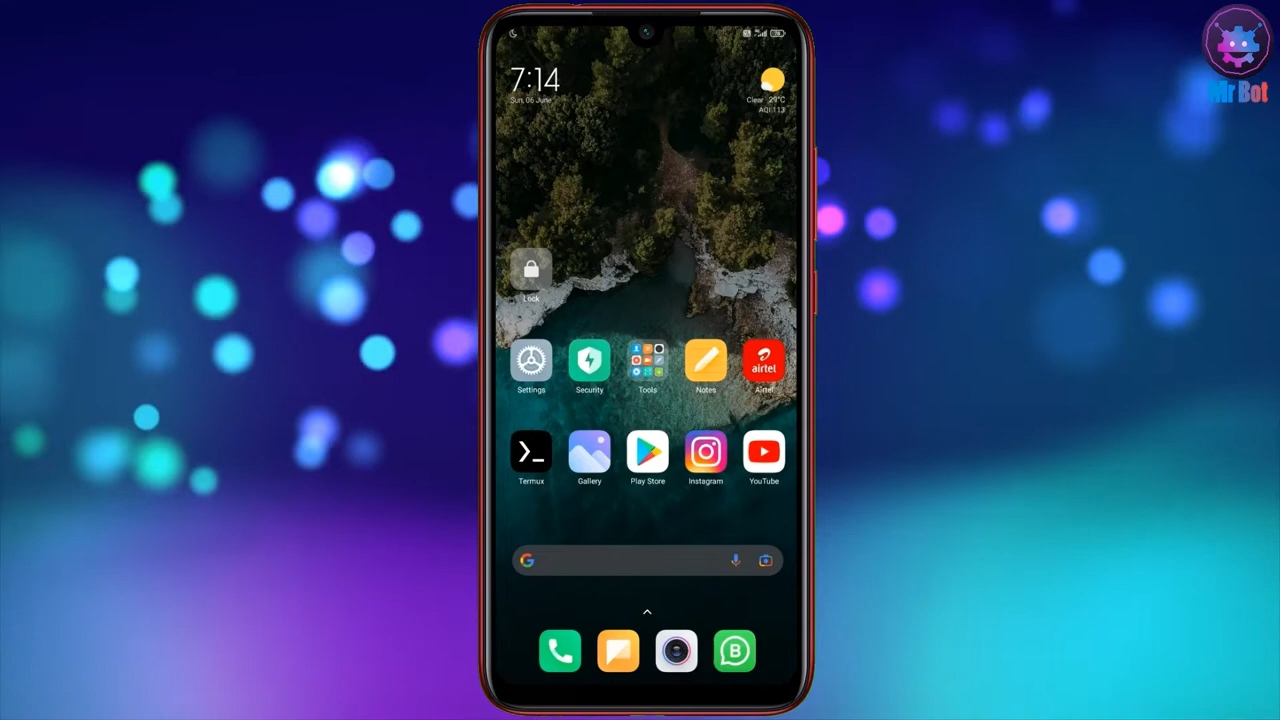 Mr Bot
7:14
Sun, 06 June
Clear 29°C
AQI 113
Lock
Settings
Security
Tools
Notes
airtel
Airtel
Termux
Gallery
Play Store
Instagram
YouTube